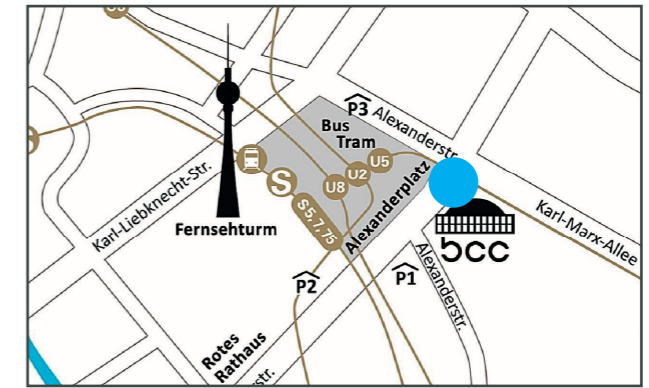 P3
Alexanderstr.
Bus
Tram
U5
U2
U8
S
S5,7,75
Alexanderplatz
Karl-Liebknecht-Str.
Fernsehturm
bcc
Karl-Marx-Allee
P2
P1
Alexanderstr.
Rotes
Rathaus
str.